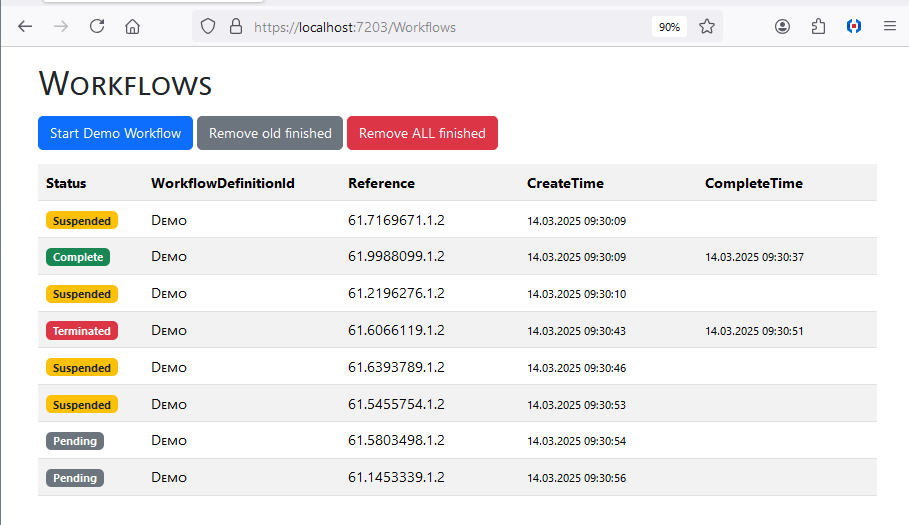 https://localhost:7203/Workflows 90%
Workflows
Start Demo Workflow Remove old finished Remove ALL finished
Status WorkflowDefinitionId Reference CreateTime CompleteTime
Suspended Demo 61.7169671.1.2 14.03.2025 09:30:09
Complete Demo 61.9988099.1.2 14.03.2025 09:30:09 14.03.2025 09:30:37
Suspended Demo 61.2196276.1.2 14.03.2025 09:30:10
Terminated Demo 61.6066119.1.2 14.03.2025 09:30:43 14.03.2025 09:30:51
Suspended Demo 61.6393789.1.2 14.03.2025 09:30:46
Suspended Demo 61.5455754.1.2 14.03.2025 09:30:53
Pending Demo 61.5803498.1.2 14.03.2025 09:30:54
Pending Demo 61.1453339.1.2 14.03.2025 09:30:56